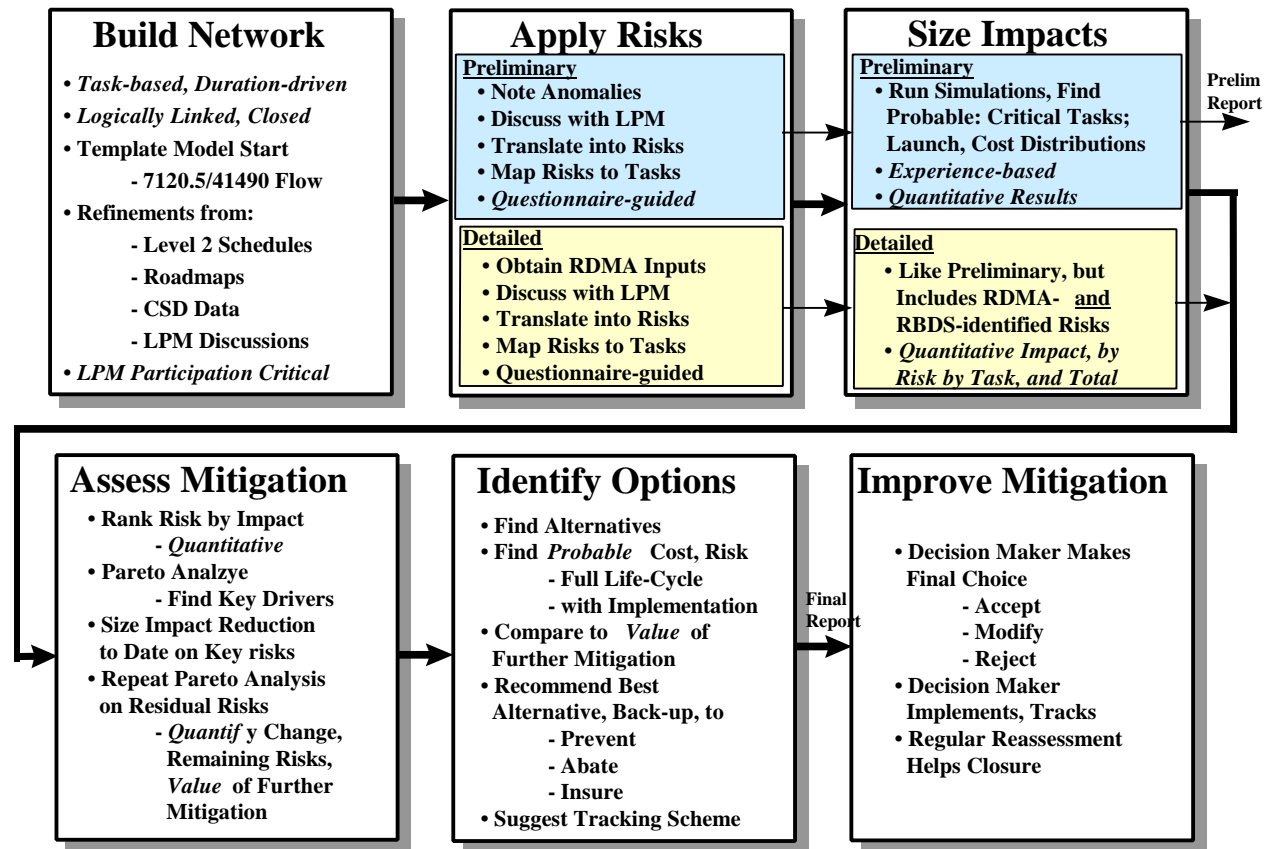 Build Network
• Task-based, Duration-driven
• Logically Linked, Closed
• Template Model Start
- 7120.5/41490 Flow
• Refinements from:
- Level 2 Schedules
- Roadmaps
- CSD Data
- LPM Discussions
• LPM Participation Critical
Apply Risks
Preliminary
• Note Anomalies
• Discuss with LPM
• Translate into Risks
• Map Risks to Tasks
• Questionnaire-guided
Detailed
• Obtain RDMA Inputs
• Discuss with LPM
• Translate into Risks
• Map Risks to Tasks
• Questionnaire-guided
Size Impacts
Preliminary
• Run Simulations, Find
Probable: Critical Tasks;
Launch, Cost Distributions
• Experience-based
• Quantitative Results
Detailed
• Like Preliminary, but
Includes RDMA- and
RBDS-identified Risks
• Quantitative Impact, by
Risk by Task, and Total
Prelim
Report
Assess Mitigation
• Rank Risk by Impact
- Quantitative
• Pareto Analzye
- Find Key Drivers
• Size Impact Reduction
to Date on Key risks
• Repeat Pareto Analysis
on Residual Risks
- Quantif y Change,
Remaining Risks,
Value of Further
Mitigation
Identify Options
• Find Alternatives
• Find Probable Cost, Risk
- Full Life-Cycle
- with Implementation
• Compare to Value of
Further Mitigation
• Recommend Best
Alternative, Back-up, to
- Prevent
- Abate
- Insure
• Suggest Tracking Scheme
Final
Report
Improve Mitigation
• Decision Maker Makes
Final Choice
- Accept
- Modify
- Reject
• Decision Maker
Implements, Tracks
• Regular Reassessment
Helps Closure